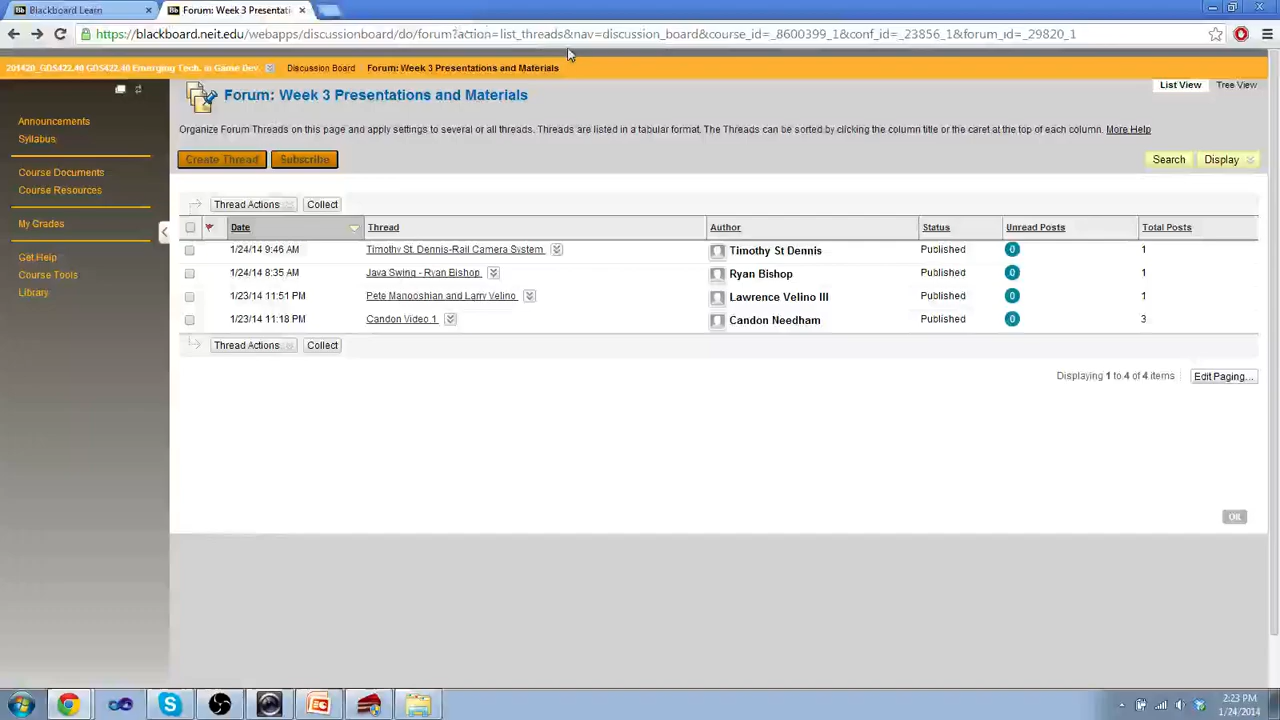 Blackboard Learn
Forum: Week 3 Presentati
https://blackboard.neit.edu/webapps/discussionboard/do/forum?action=list_threads&nav=discussion_board&course_id=_8600399_1&conf_id=_23856_1&forum_id=_29820_1
201420_GDS422.40 GDS422.40 Emerging Tech. in Game Dev. Discussion Board Forum: Week 3 Presentations and Materials
Forum: Week 3 Presentations and Materials
List View Tree View
Announcements
Syllabus
Course Documents
Course Resources
My Grades
Get Help
Course Tools
Library
Organize Forum Threads on this page and apply settings to several or all threads. Threads are listed in a tabular format. The Threads can be sorted by clicking the column title or the caret at the top of each column. More Help
Create Thread Subscribe Search Display
Thread Actions Collect
Date Thread Author Status Unread Posts Total Posts
1/24/14 9:46 AM Timothy St. Dennis-Rail Camera System Timothy St Dennis Published 0 1
1/24/14 8:35 AM Java Swing - Ryan Bishop Ryan Bishop Published 0 1
1/23/14 11:51 PM Pete Manooshian and Larry Velino Lawrence Velino III Published 0 1
1/23/14 11:18 PM Candon Video 1 Candon Needham Published 0 3
Thread Actions Collect
Displaying 1 to 4 of 4 items Edit Paging...
OK
2:23 PM
1/24/2014